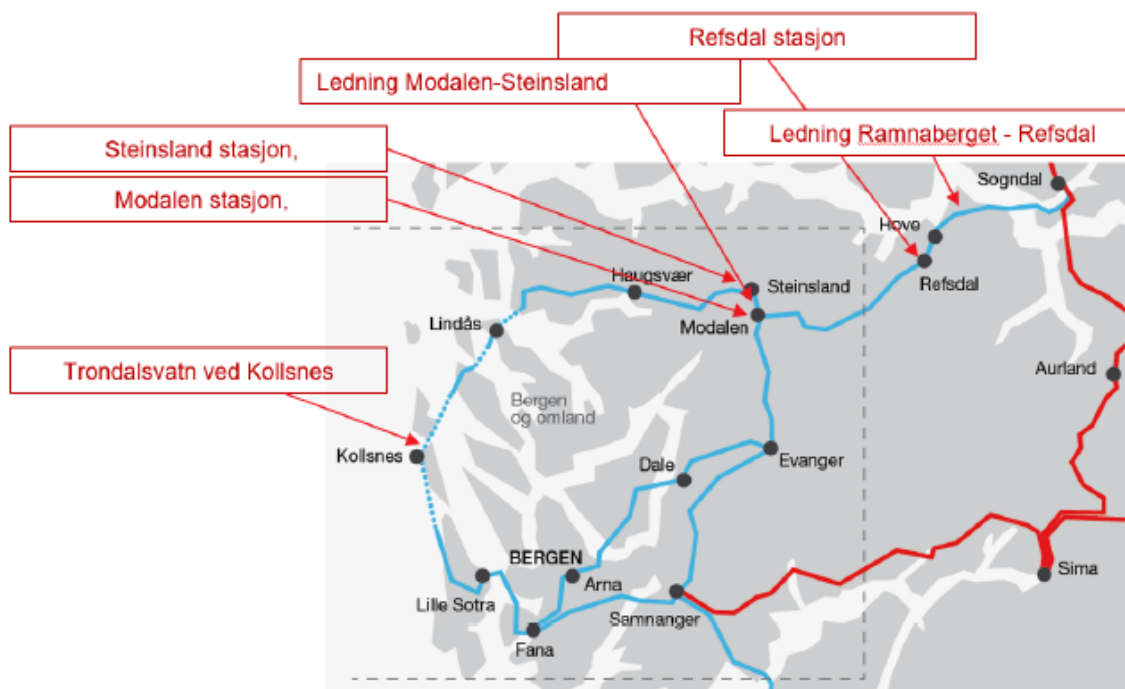 Refsdal stasjon
Ledning Modalen-Steinsland
Ledning Ramnaberget - Refsdal
Steinsland stasjon,
Modalen stasjon,
Sogndal
Hove
Haugsvær
Steinsland
Refsdal
Lindås
Modalen
Trondalsvatn ved Kollsnes
Aurland
Bergen
og omland
Kollsnes
Dale
Evanger
BERGEN
Arna
Sima
Lille Sotra
Samnanger
Fana